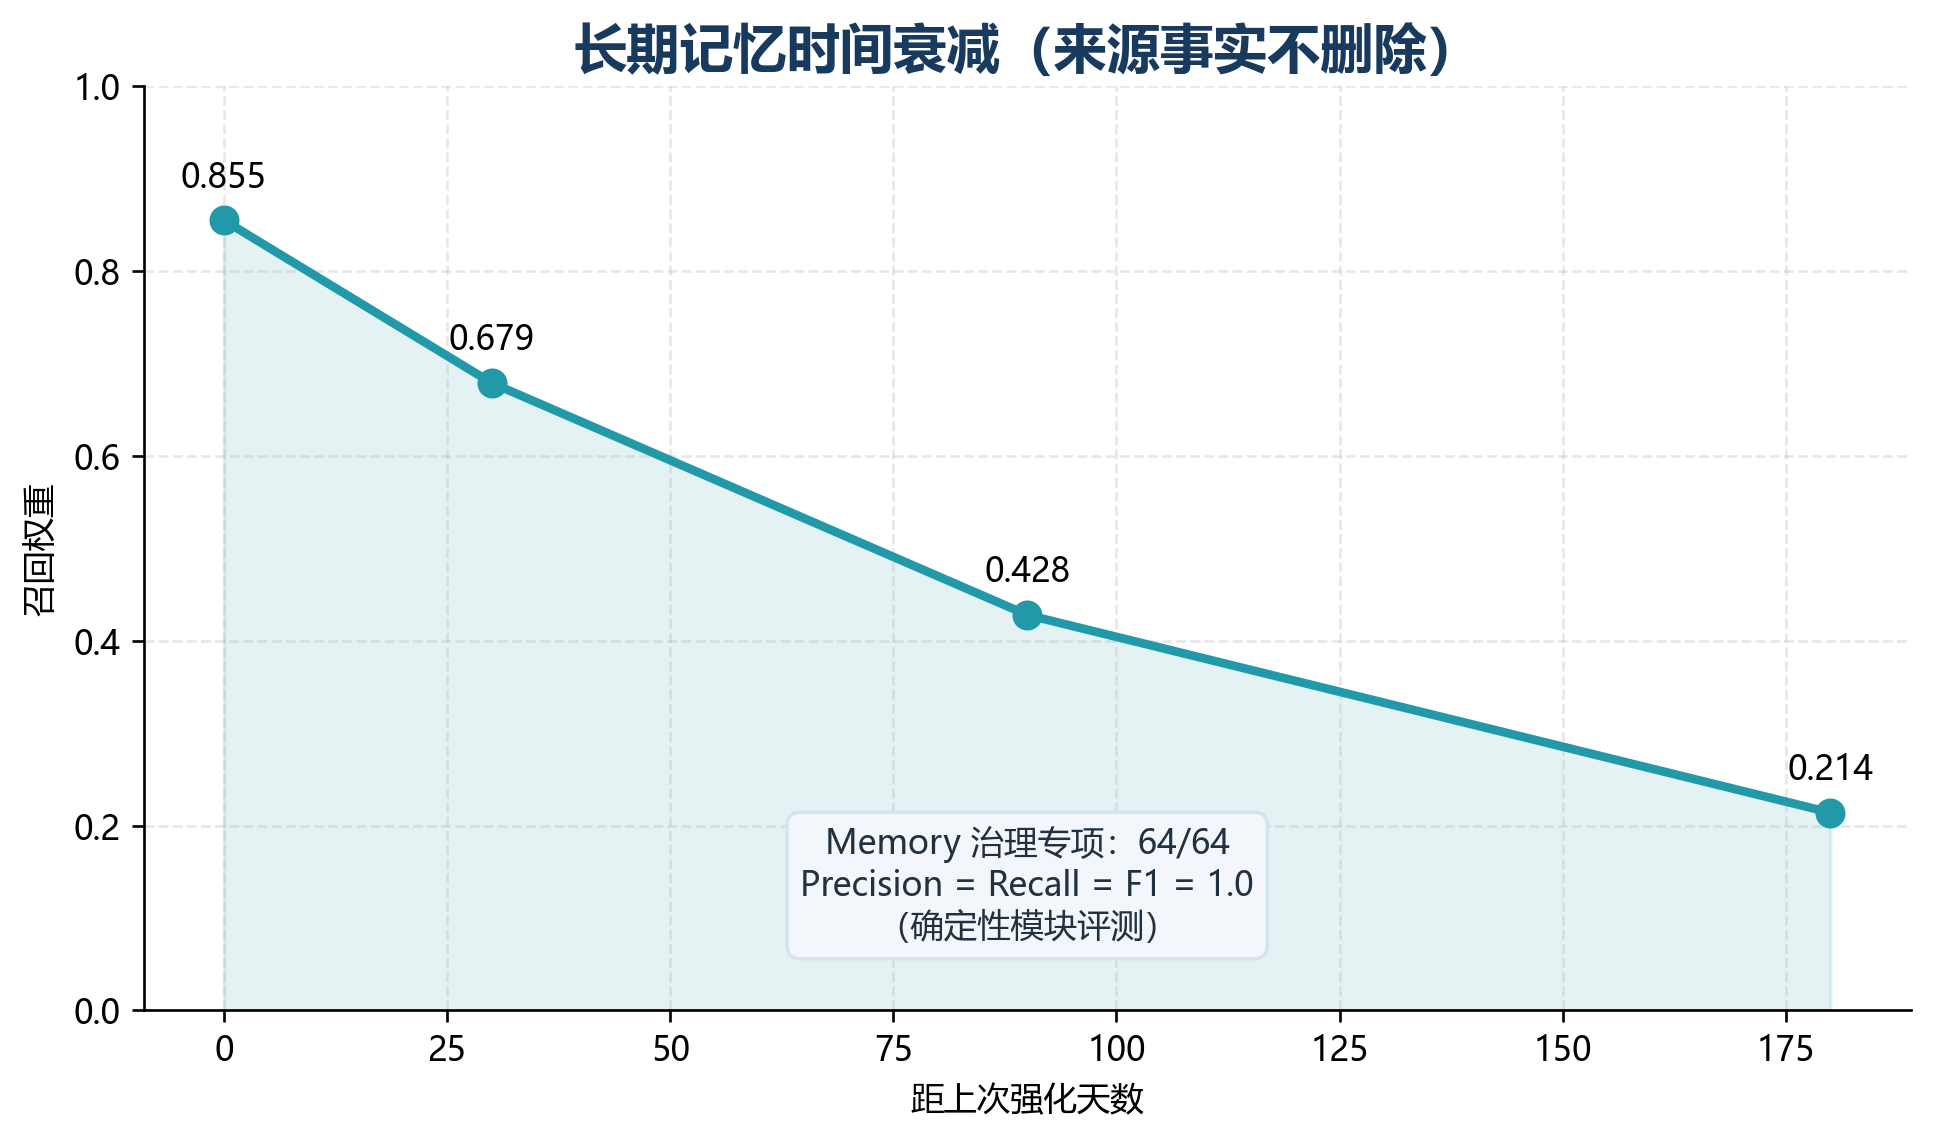 长期记忆时间衰减（来源事实不删除）
1.0
0.8
0.6
0.4
0.2
0.0
召回权重
0.855
0.679
0.428
0.214
Memory 治理专项：64/64
Precision = Recall = F1 = 1.0
（确定性模块评测）
0 25 50 75 100 125 150 175
距上次强化天数